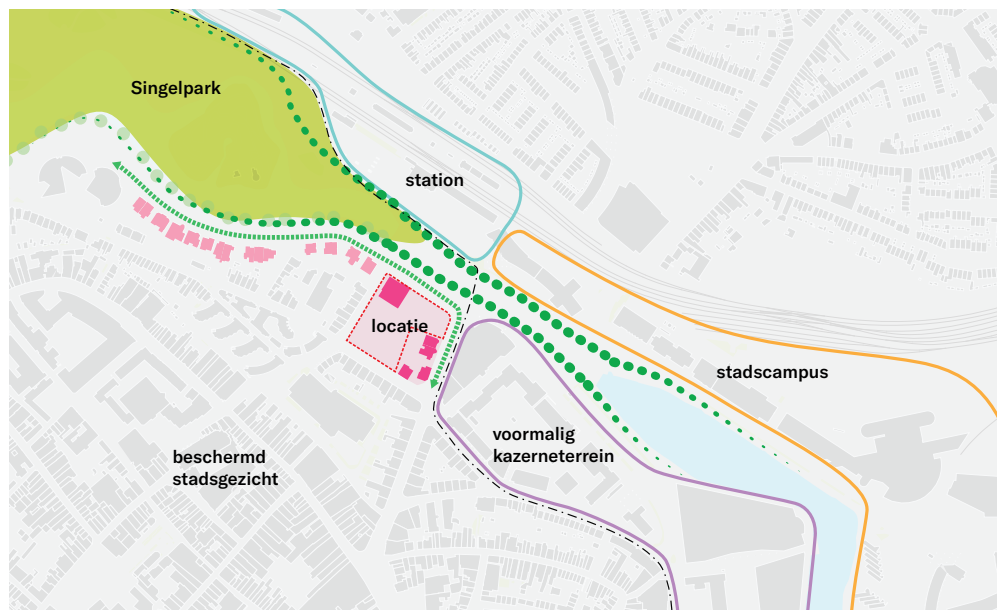 Singelpark
station
locatie
stadscampus
voormalig
kazerneterrein
beschermd
stadsgezicht